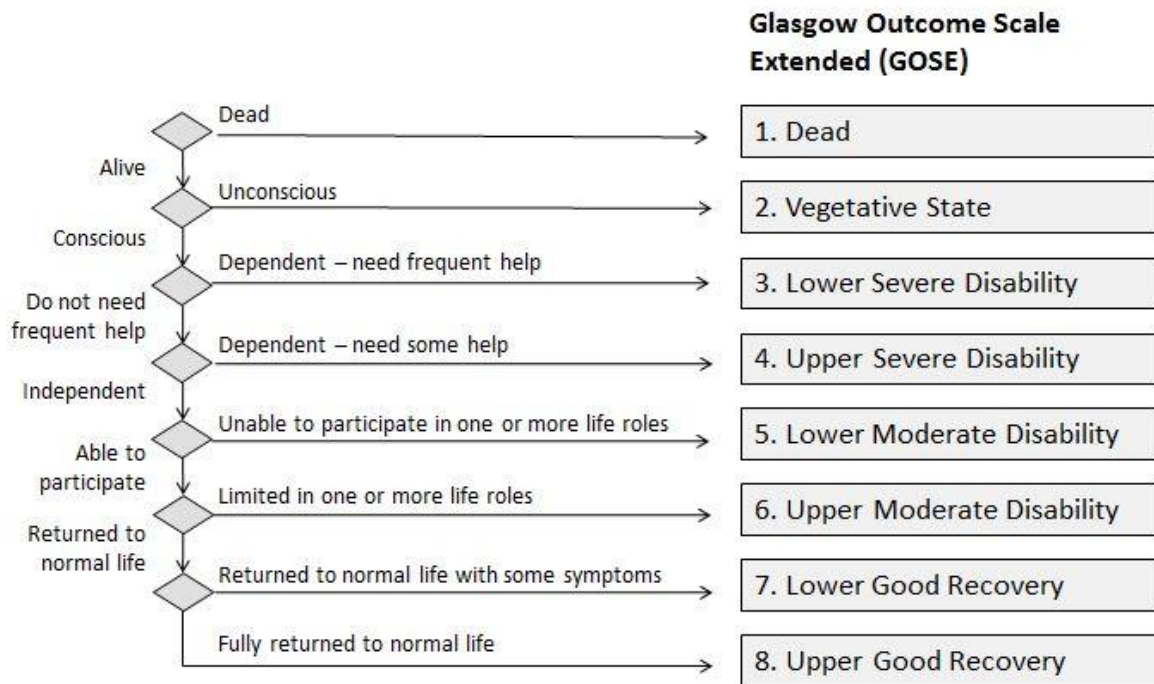 Glasgow Outcome Scale
Extended (GOSE)
Dead
1. Dead
Alive
Unconscious
2. Vegetative State
Conscious
Dependent – need frequent help
3. Lower Severe Disability
Do not need
frequent help
Dependent – need some help
4. Upper Severe Disability
Independent
Unable to participate in one or more life roles
5. Lower Moderate Disability
Able to
participate
Limited in one or more life roles
6. Upper Moderate Disability
Returned to
normal life
Returned to normal life with some symptoms
7. Lower Good Recovery
Fully returned to normal life
8. Upper Good Recovery